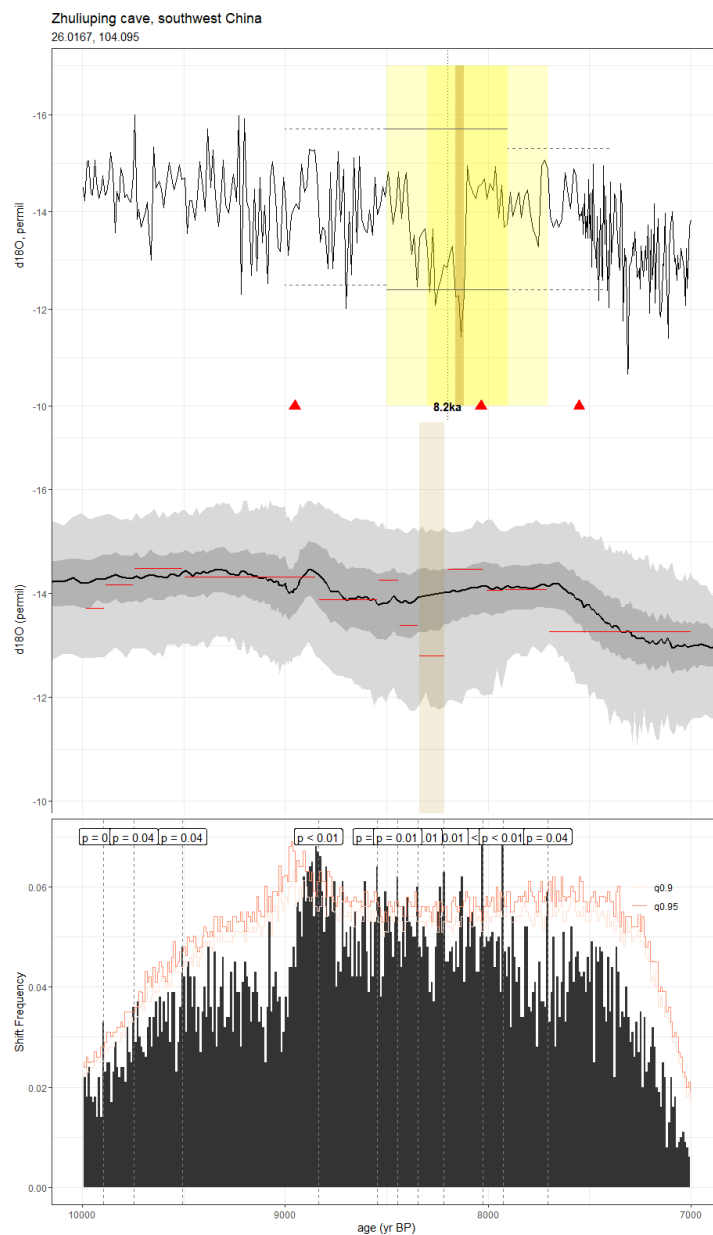 Zhuliuping cave, southwest China
26.0167, 104.095
-16
-14
-12
-10
d18O, permil
8.2ka
-16
-14
-12
-10
d18O (permil)
p = 0
p = 0.04
p = 0.04
p < 0.01
p =
p = 0.01
01
0.01
<
p < 0.01
p = 0.04
q0.9
q0.95
0.06
0.04
0.02
0.00
Shift Frequency
10000
9000
8000
7000
age (yr BP)